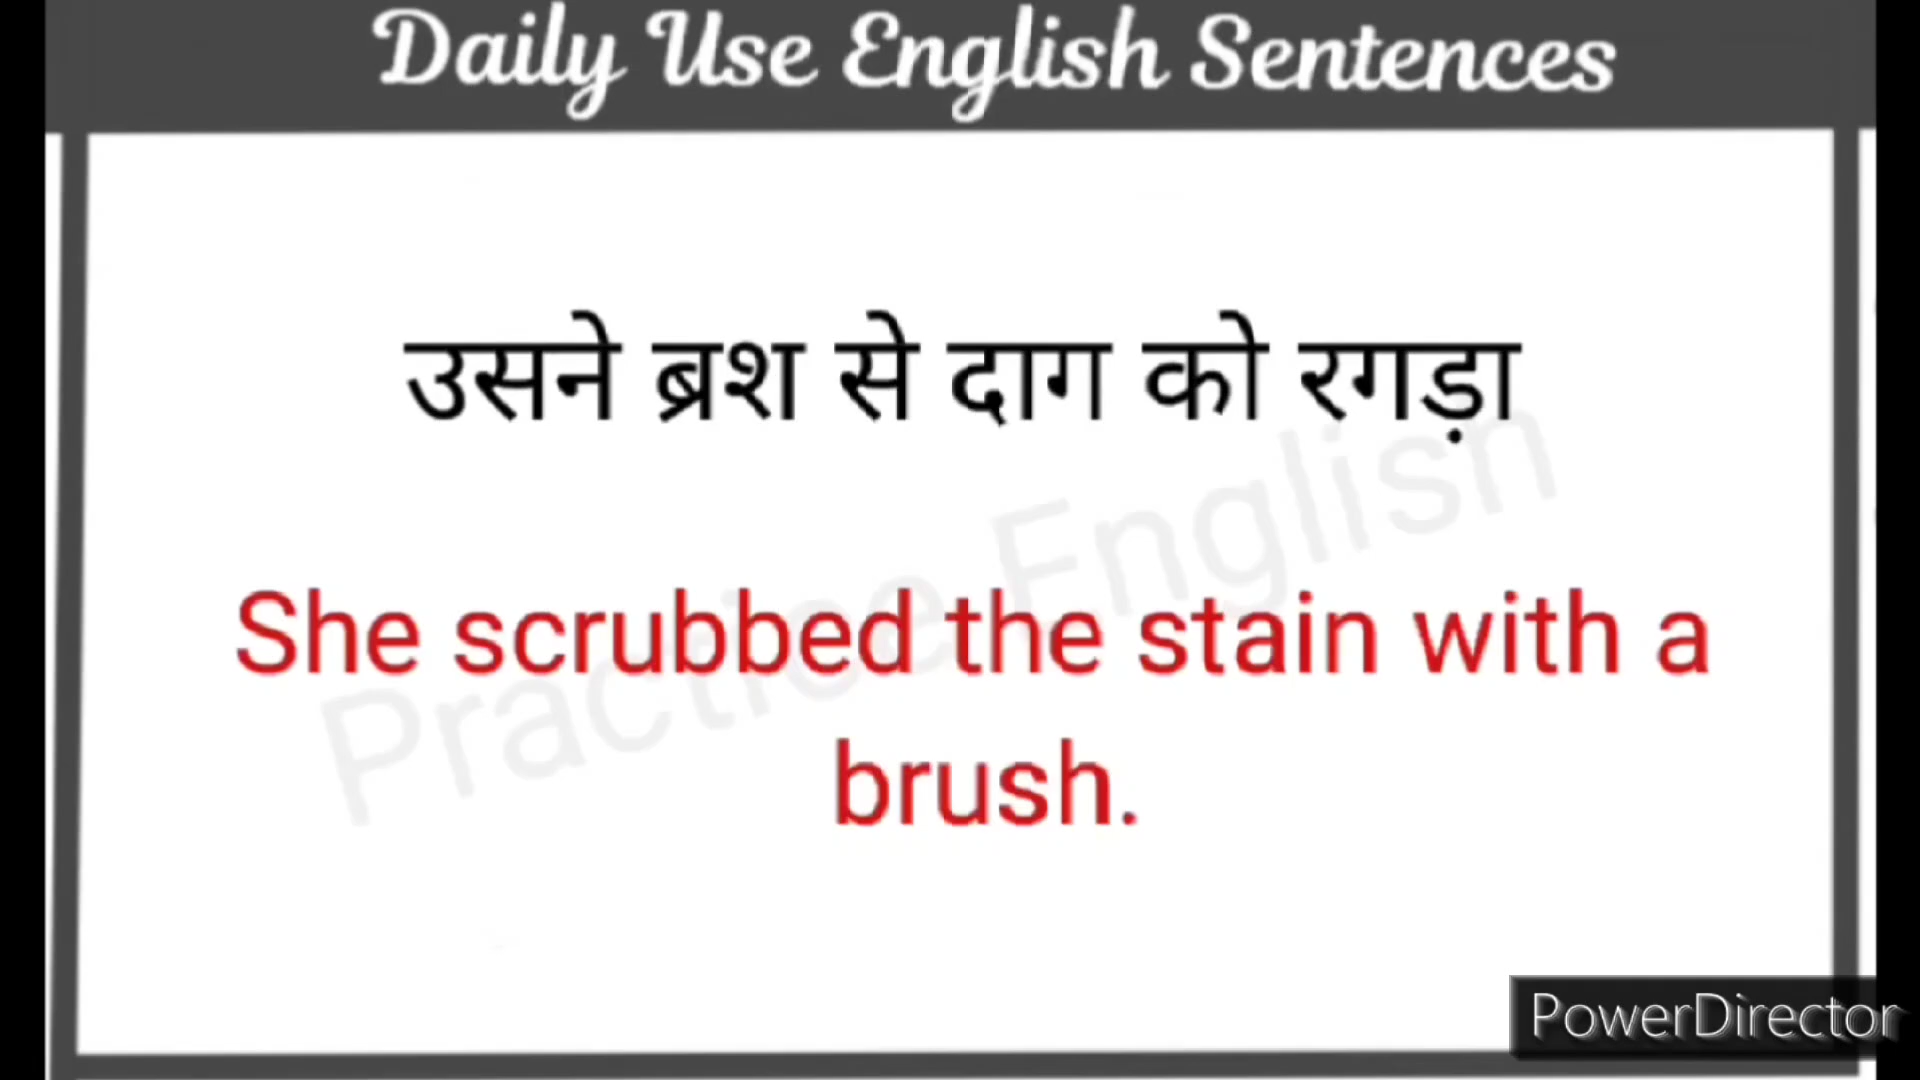 Daily Use English Sentences
उसने ब्रश से दाग को रगड़ा
Practice English
She scrubbed the stain with a
brush.
PowerDirector